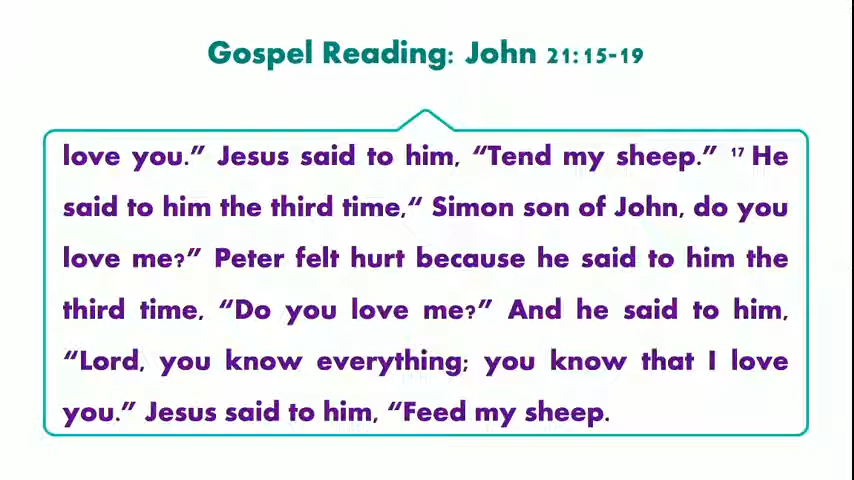 Gospel Reading: John 21:15-19
love you.” Jesus said to him, “Tend my sheep.” 17 He
said to him the third time,“ Simon son of John, do you
love me?” Peter felt hurt because he said to him the
third time, “Do you love me?” And he said to him,
“Lord, you know everything; you know that I love
you.” Jesus said to him, “Feed my sheep.